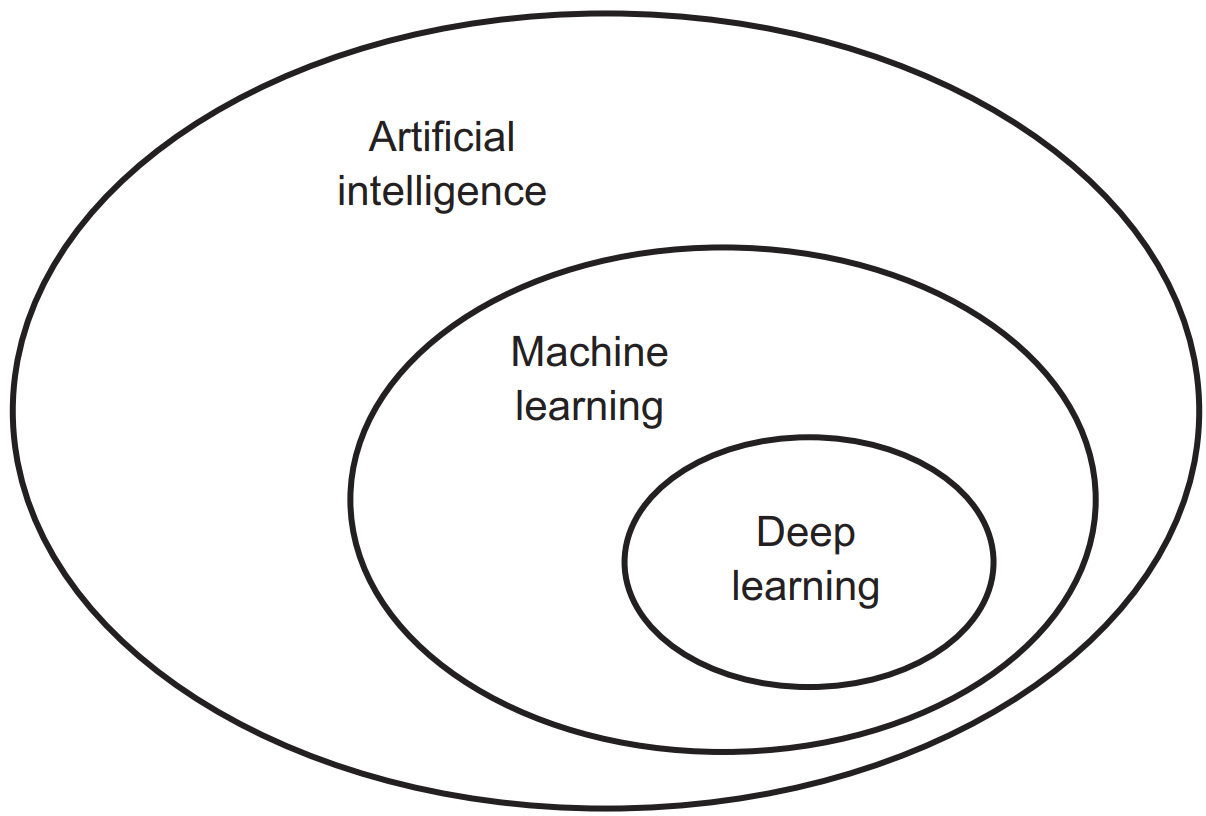 Artificial
intelligence
Machine
learning
Deep
learning